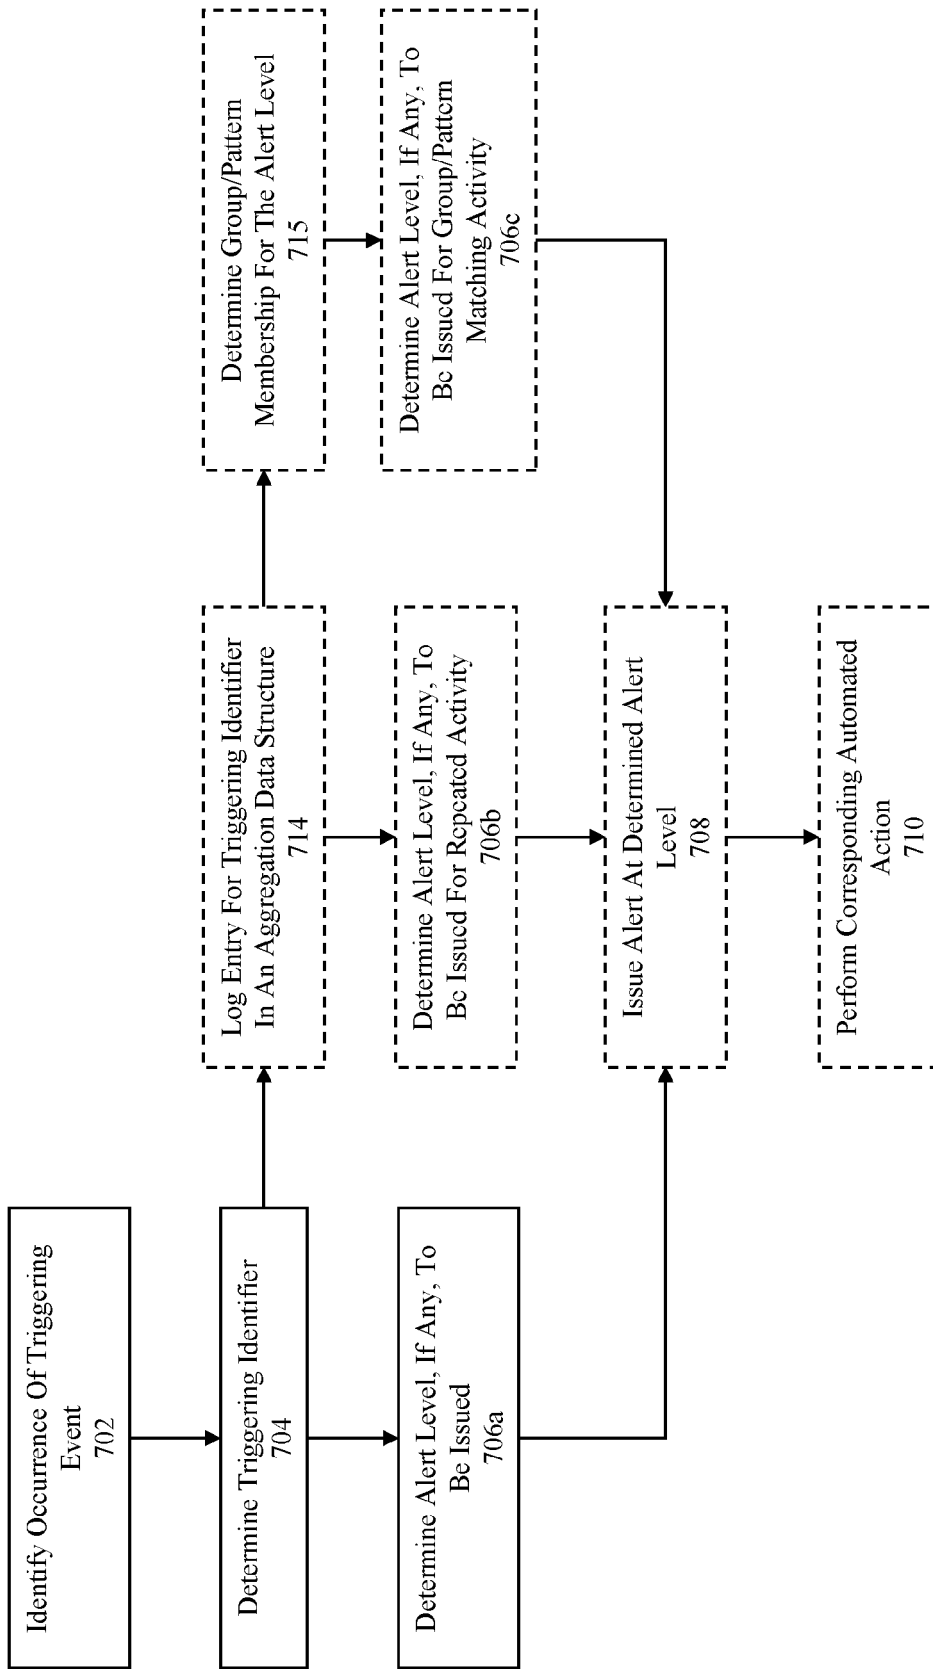 Identify Occurrence Of Triggering
Event
702
Determine Triggering Identifier
704
Determine Alert Level, If Any, To
Be Issued
706a
Log Entry For Triggering Identifier
In An Aggregation Data Structure
714
Determine Alert Level, If Any, To
Be Issued For Repeated Activity
706b
Issue Alert At Determined Alert
Level
708
Perform Corresponding Automated
Action
710
Determine Group/Pattern
Membership For The Alert Level
715
Determine Alert Level, If Any, To
Be Issued For Group/Pattern
Matching Activity
706c